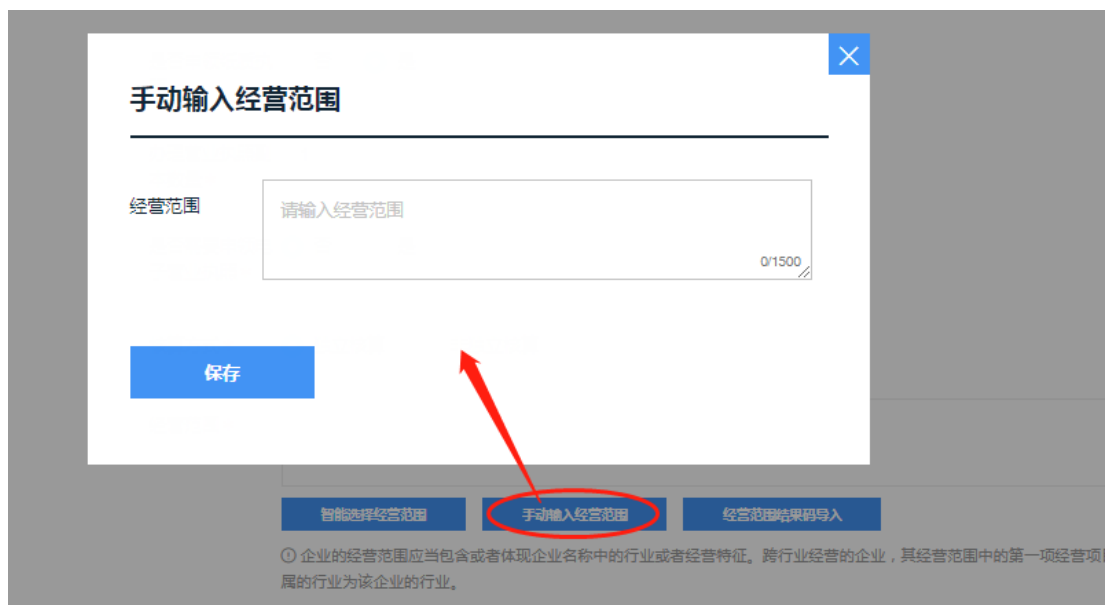 手动输入经营范围
经营范围
请输入经营范围
0/1500
保存
智能选择经营范围
手动输入经营范围
经营范围结果码导入
企业的经营范围应当包含或者体现企业名称中的行业或者经营特征。跨行业经营的企业，其经营范围中的第一项经营项
属的行业为该企业的行业。